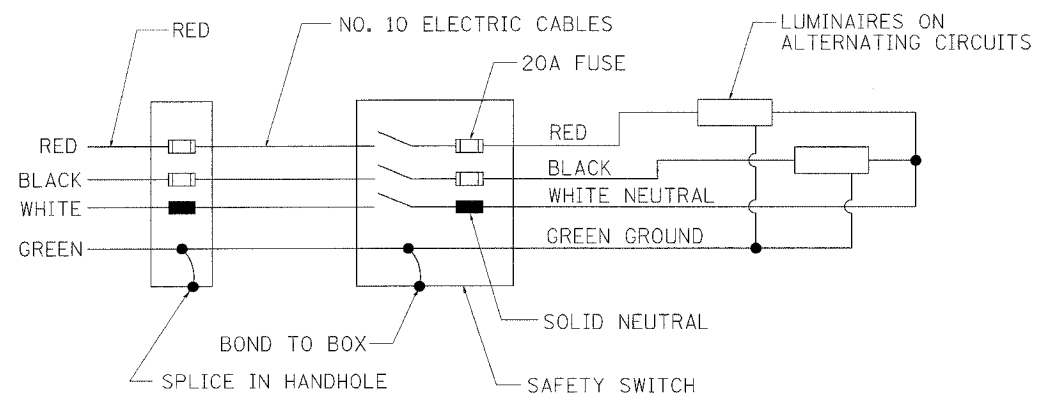 RED
NO. 10 ELECTRIC CABLES
LUMINAIRES ON
ALTERNATING CIRCUITS
20A FUSE
RED
RED
BLACK
BLACK
WHITE
WHITE NEUTRAL
GREEN
GREEN GROUND
SOLID NEUTRAL
BOND TO BOX
SPLICE IN HANDHOLE
SAFETY SWITCH